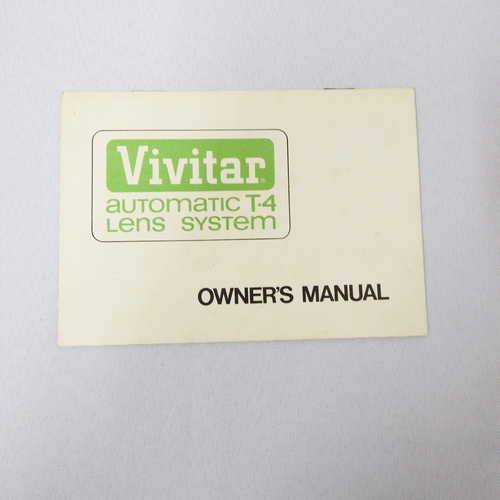 Vivitar
AUTOMATIC T-4
LENS SYSTEM
OWNER'S MANUAL